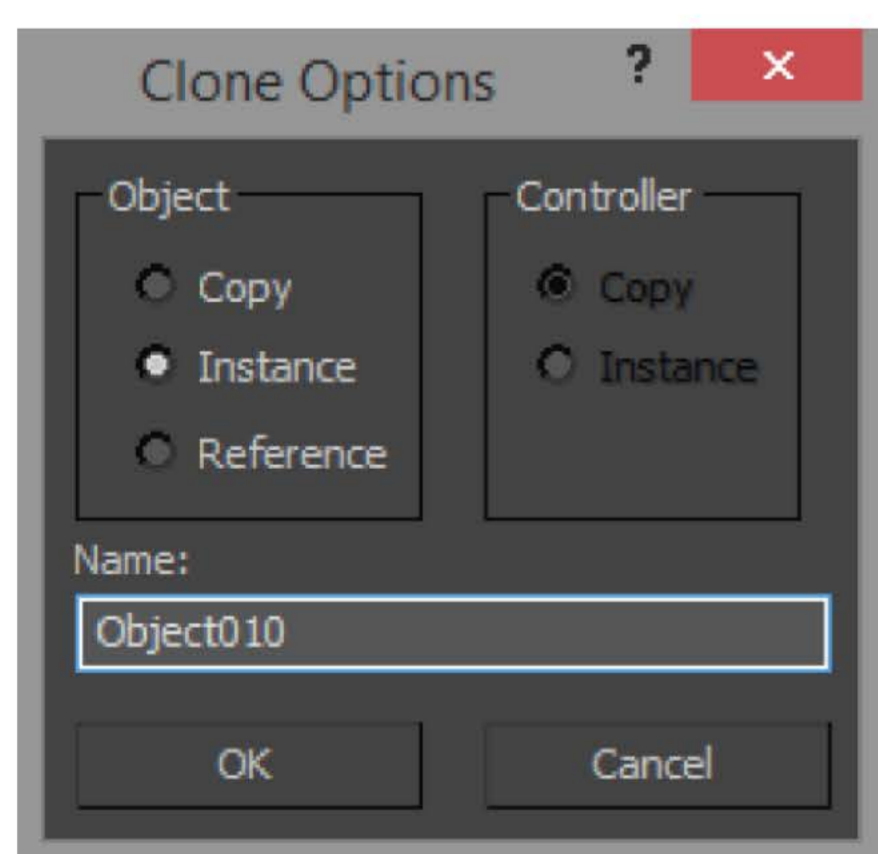 Clone Options ? ×
Object
Copy
Instance
Reference
Controller
Copy
Instance
Name:
Object010
OK
Cancel